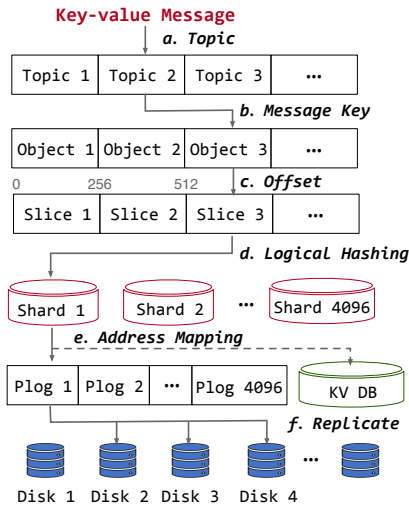 Key-value Message
a. Topic
Topic 1 Topic 2 Topic 3 ...
b. Message Key
Object 1 Object 2 Object 3 ...
0 256 512 c. Offset
Slice 1 Slice 2 Slice 3 ...
d. Logical Hashing
Shard 1 Shard 2 ... Shard 4096
e. Address Mapping
Plog 1 Plog 2 ... Plog 4096 KV DB
f. Replicate
...
Disk 1 Disk 2 Disk 3 Disk 4